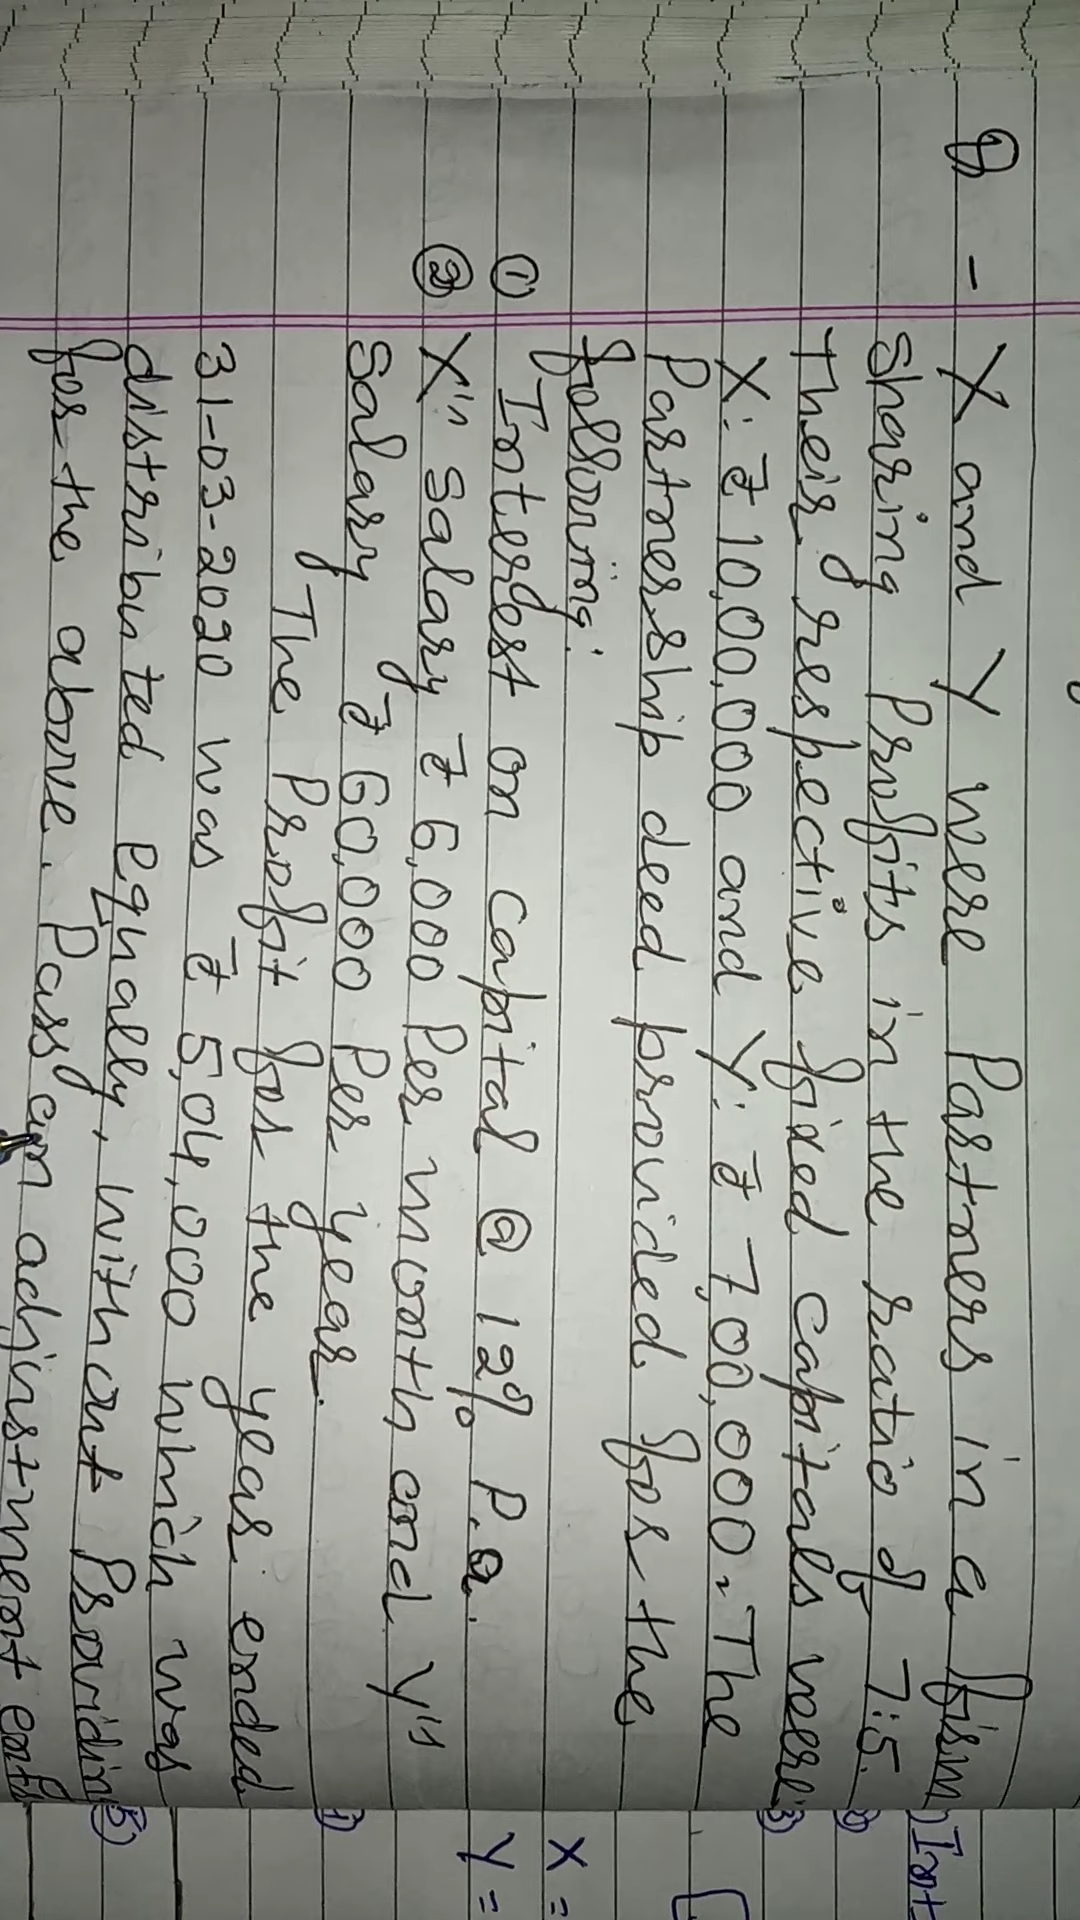 Q - X and Y were Partners in a firm
sharing Profits in the ratio of 7:5.
Their respective fixed capitals were
X: ₹ 10,00,000 and Y: ₹ 7,00,000. The
Partnership deed provided for the
following:
① Interest on capital @ 12% P.a.
② X's salary ₹ 6,000 Per month and Y's
Salary ₹ 60,000 Per year.
The Profit for the year ended
31-03-2020 was ₹ 5,04,000 which was
distributed equally, without Providing
for the above. Pass an adjustment
Int
X =
Y =